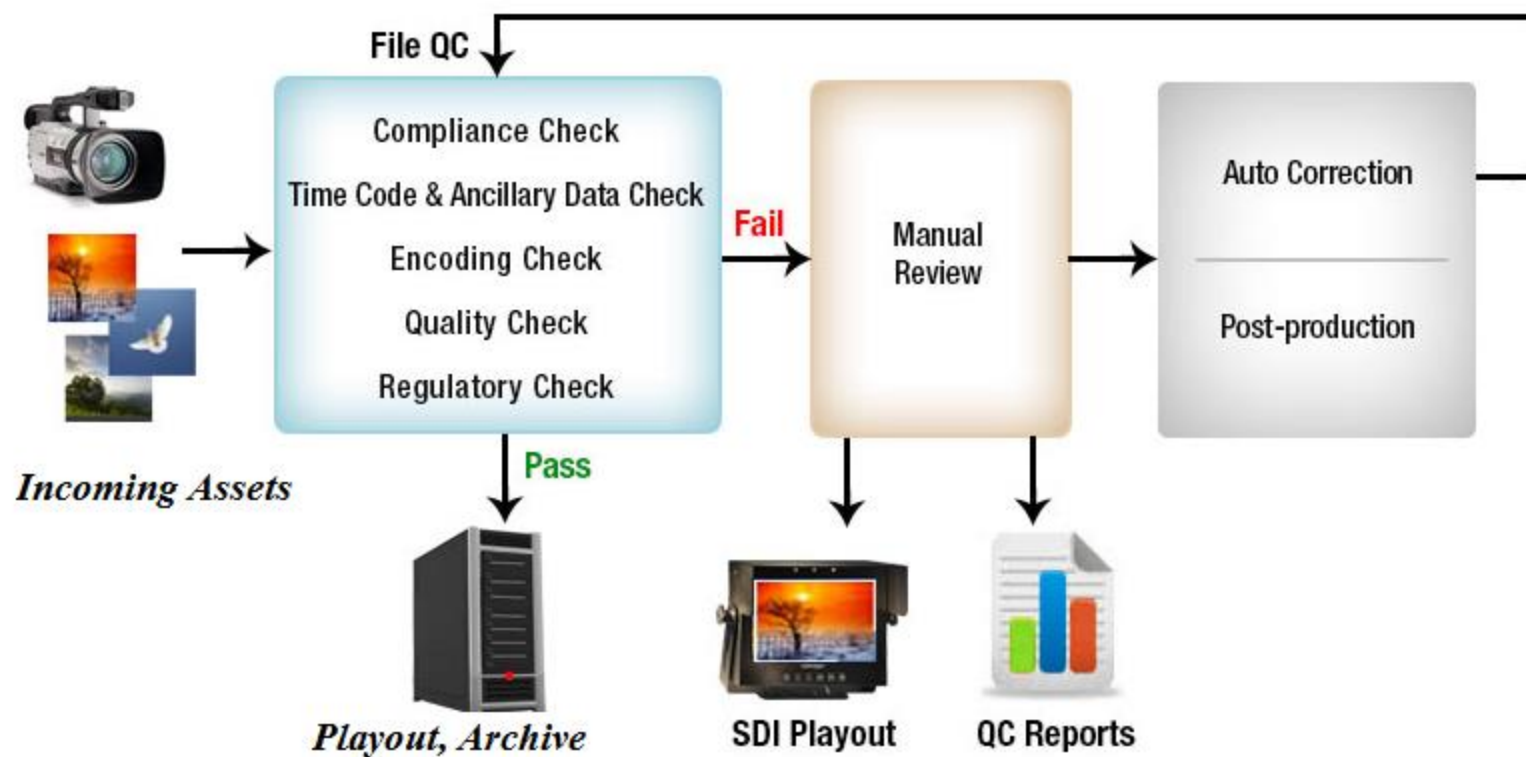 File QC
Compliance Check
Time Code & Ancillary Data Check
Encoding Check
Quality Check
Regulatory Check
Fail
Manual
Review
Auto Correction
Post-production
Pass
Incoming Assets
Playout, Archive
SDI Playout
QC Reports